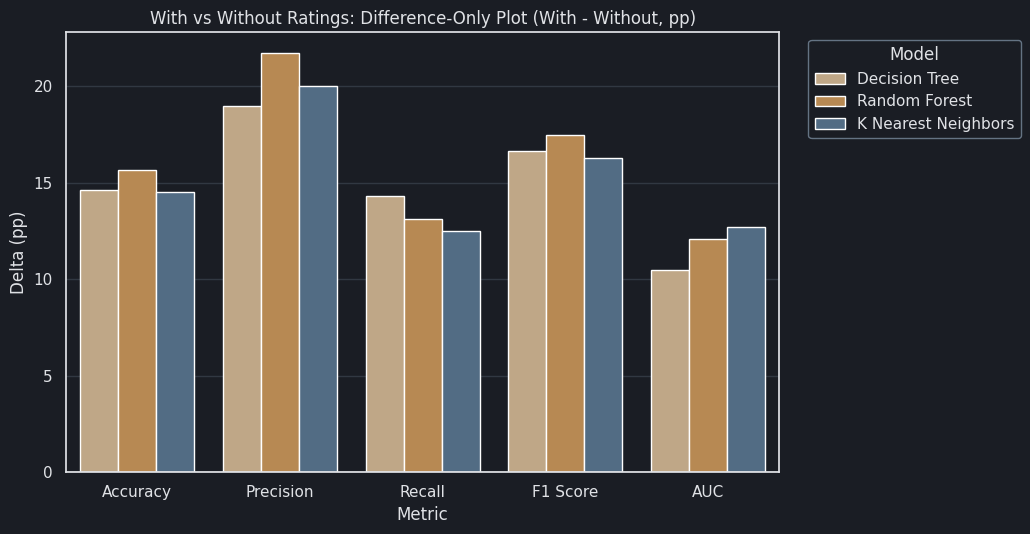 With vs Without Ratings: Difference-Only Plot (With - Without, pp)
Model
Decision Tree
Random Forest
K Nearest Neighbors
Delta (pp)
20
15
10
5
0
Accuracy Precision Recall F1 Score AUC
Metric